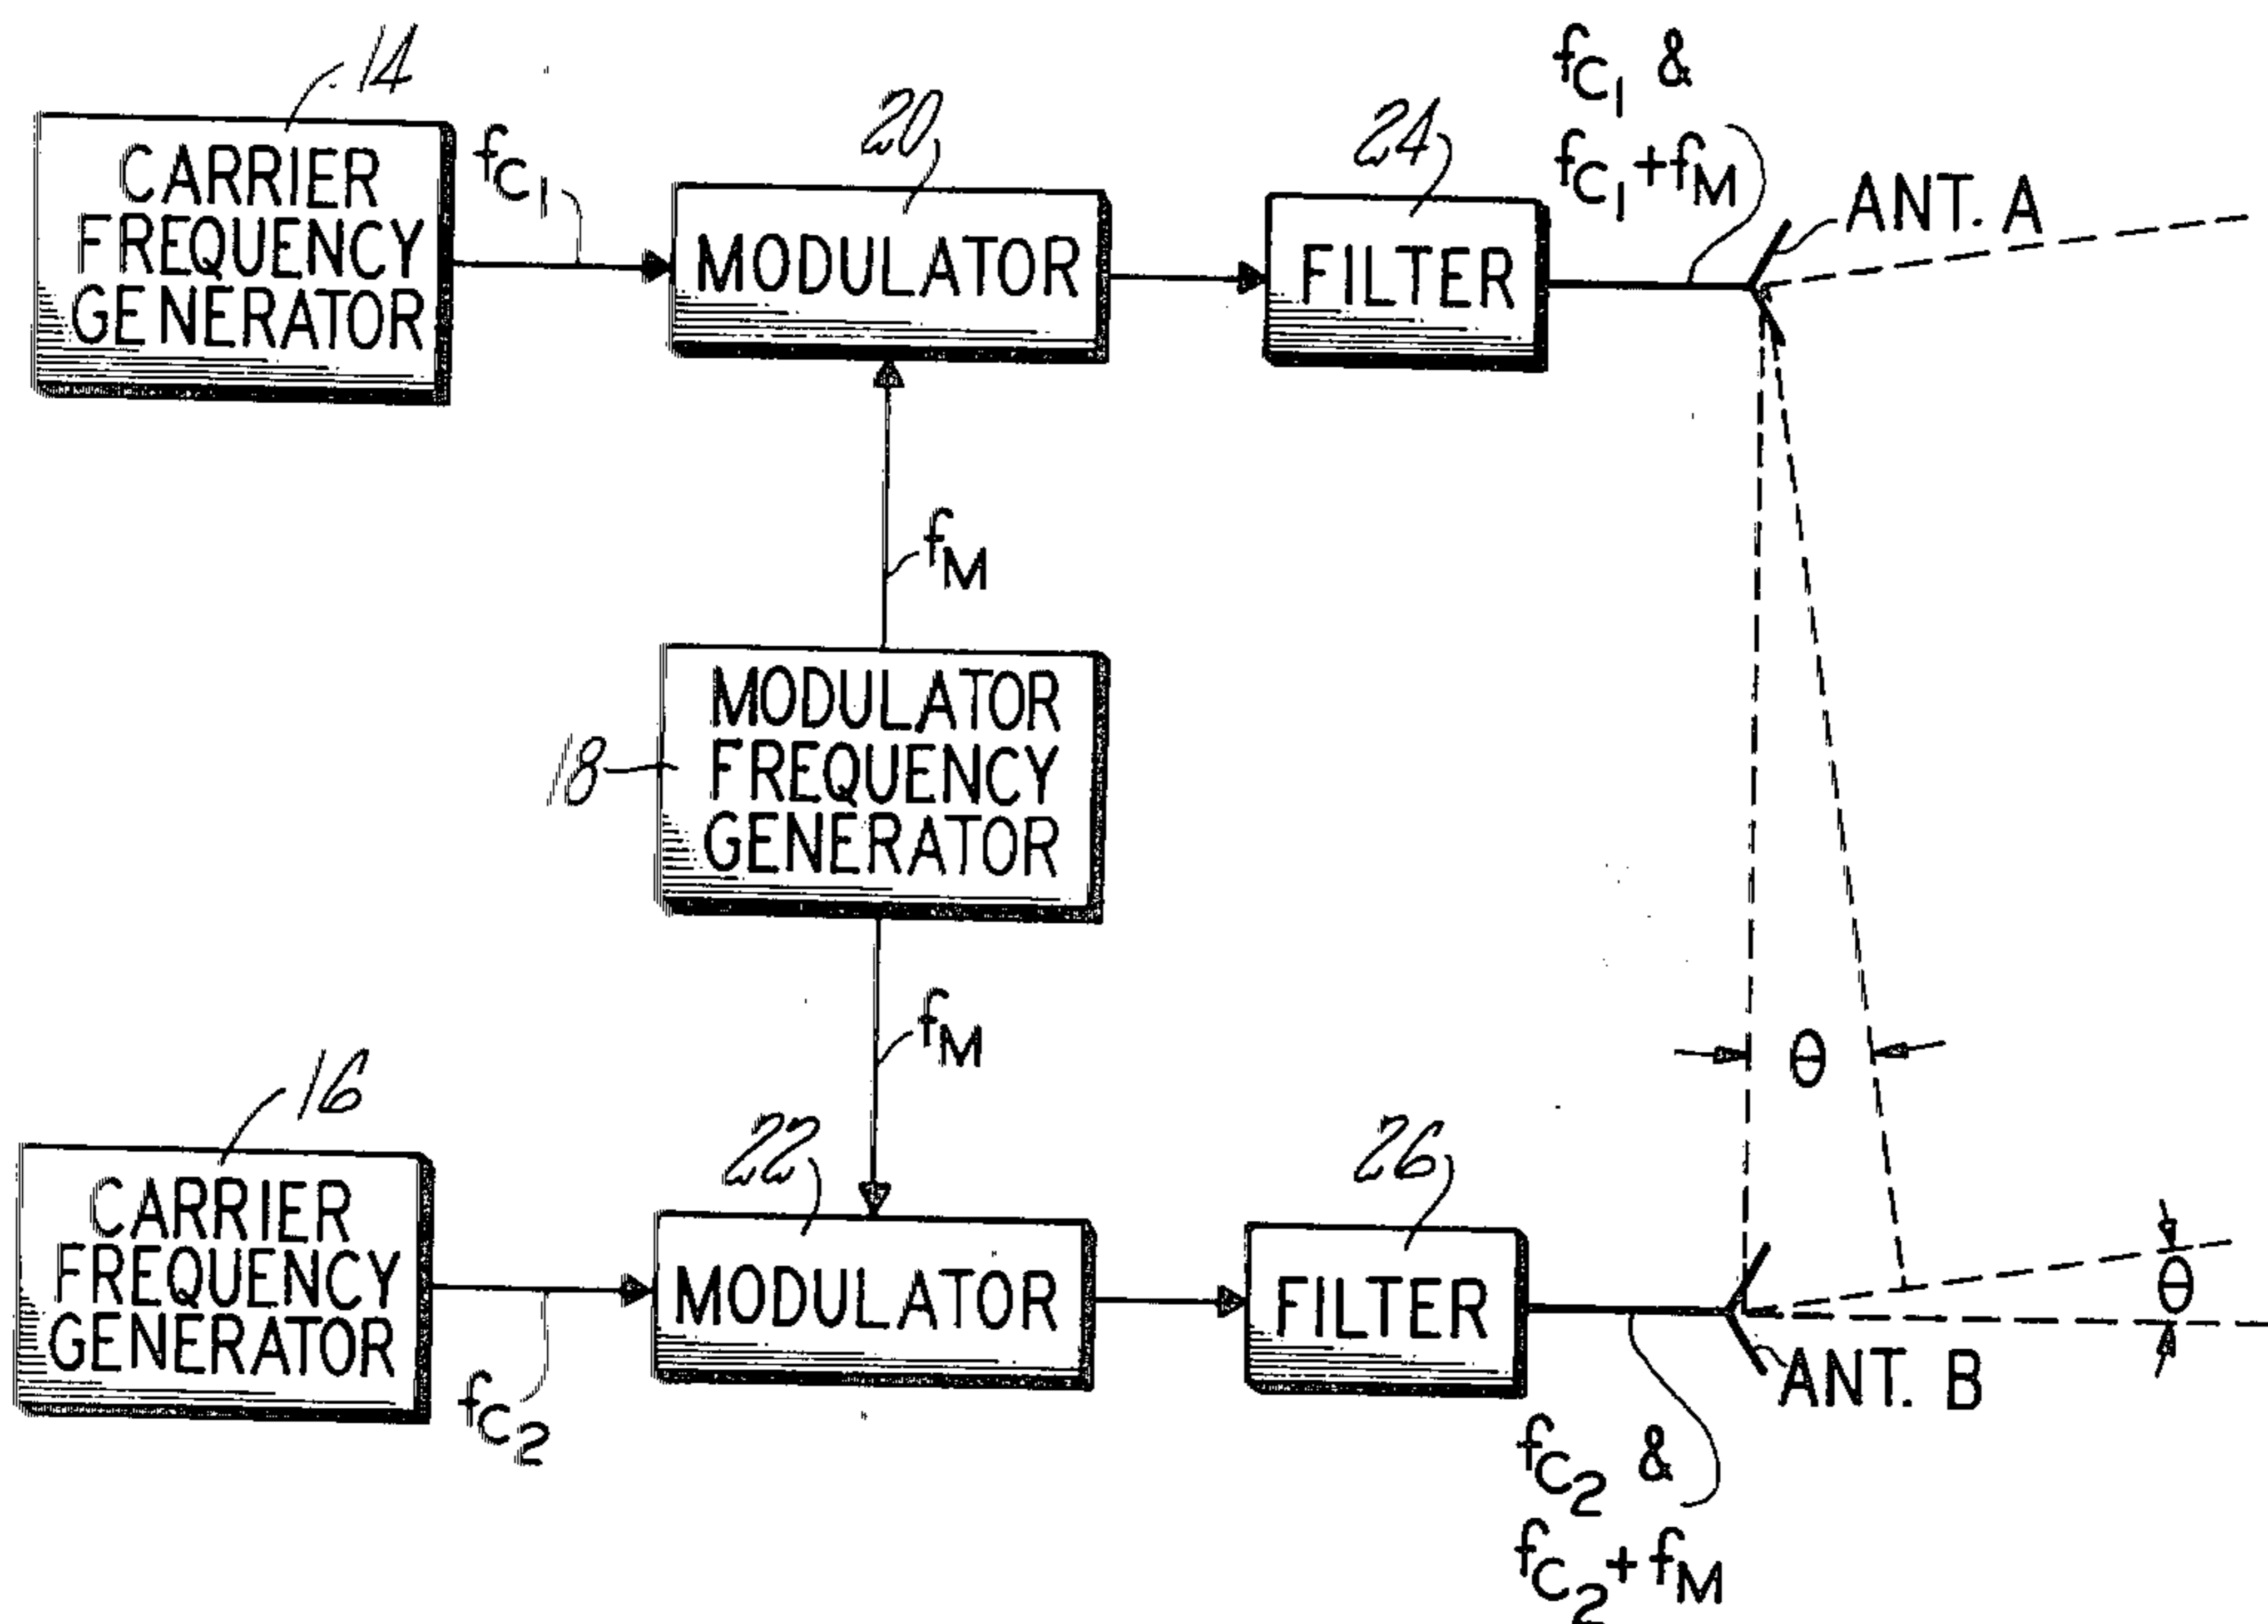 14
CARRIER
FREQUENCY
GENERATOR
fC1
20
MODULATOR
24
FILTER
fC1 &
fC1+fM
ANT. A
fM
18
MODULATOR
FREQUENCY
GENERATOR
fM
θ
16
CARRIER
FREQUENCY
GENERATOR
fC2
22
MODULATOR
26
FILTER
θ
ANT. B
fC2 &
fC2+fM